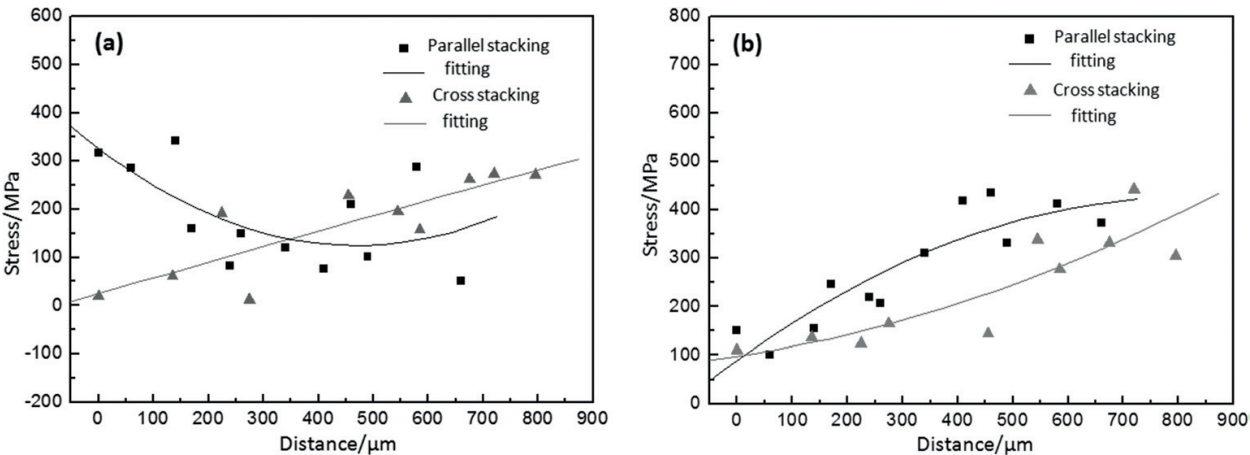 (a)
Parallel stacking
fitting
Cross stacking
fitting
600
500
400
300
200
100
0
-100
-200
Stress/MPa
0 100 200 300 400 500 600 700 800 900
Distance/μm
(b)
Parallel stacking
fitting
Cross stacking
fitting
800
700
600
500
400
300
200
100
0
Stress/MPa
0 100 200 300 400 500 600 700 800 900
Distance/μm